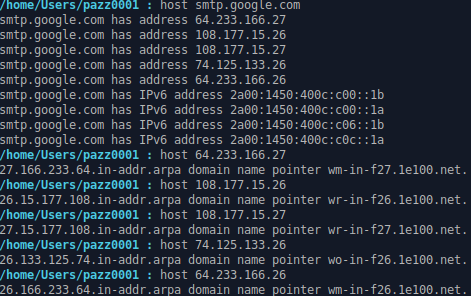 /home/Users/pazz0001 : host smtp.google.com
smtp.google.com has address 64.233.166.27
smtp.google.com has address 108.177.15.26
smtp.google.com has address 108.177.15.27
smtp.google.com has address 74.125.133.26
smtp.google.com has address 64.233.166.26
smtp.google.com has IPv6 address 2a00:1450:400c:c00::1b
smtp.google.com has IPv6 address 2a00:1450:400c:c00::1a
smtp.google.com has IPv6 address 2a00:1450:400c:c06::1b
smtp.google.com has IPv6 address 2a00:1450:400c:c0c::1a
/home/Users/pazz0001 : host 64.233.166.27
27.166.233.64.in-addr.arpa domain name pointer wm-in-f27.1e100.net.
/home/Users/pazz0001 : host 108.177.15.26
26.15.177.108.in-addr.arpa domain name pointer wr-in-f26.1e100.net.
/home/Users/pazz0001 : host 108.177.15.27
27.15.177.108.in-addr.arpa domain name pointer wr-in-f27.1e100.net.
/home/Users/pazz0001 : host 74.125.133.26
26.133.125.74.in-addr.arpa domain name pointer wo-in-f26.1e100.net.
/home/Users/pazz0001 : host 64.233.166.26
26.166.233.64.in-addr.arpa domain name pointer wm-in-f26.1e100.net.